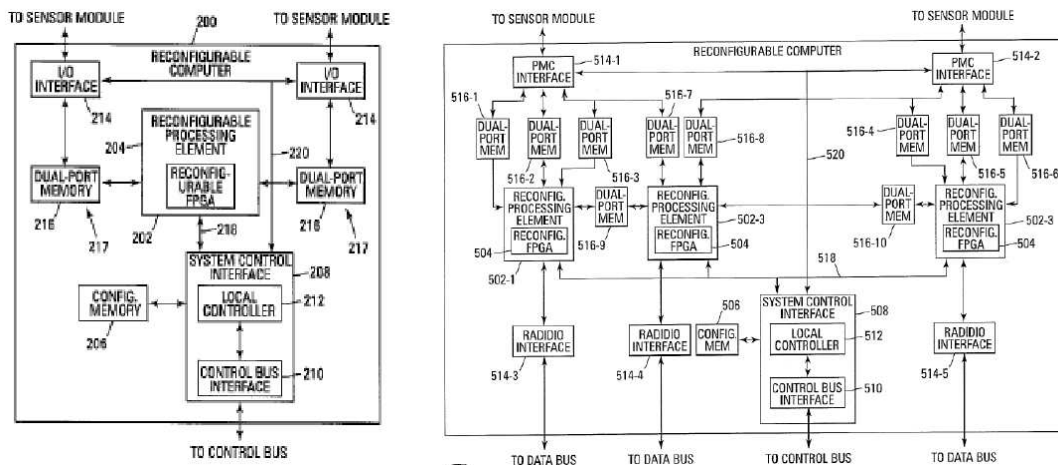 TO SENSOR MODULE
200
TO SENSOR MODULE
RECONFIGURABLE
COMPUTER
I/O
INTERFACE
I/O
INTERFACE
214
214
RECONFIGURABLE
PROCESSING
ELEMENT
204
220
RECONFIG-
URABLE
FPGA
DUAL-PORT
MEMORY
DUAL-PORT
MEMORY
216
202
218
216
217
217
SYSTEM CONTROL
INTERFACE
208
CONFIG.
MEMORY
206
LOCAL
CONTROLLER
212
CONTROL BUS
INTERFACE
210
TO CONTROL BUS
TO SENSOR MODULE
TO SENSOR MODULE
RECONFIGURABLE COMPUTER
PMC
INTERFACE
514-1
PMC
INTERFACE
514-2
516-1
516-7
DUAL-
PORT
MEM
DUAL-
PORT
MEM
DUAL-
PORT
MEM
DUAL-
PORT
MEM
DUAL-
PORT
MEM
516-8
516-4
DUAL-
PORT
MEM
DUAL-
PORT
MEM
DUAL-
PORT
MEM
516-2
516-3
520
516-5
516-6
RECONFIG.
PROCESSING
ELEMENT
RECONFIG.
FPGA
504
502-1
DUAL-
PORT
MEM
516-9
RECONFIG.
PROCESSING
ELEMENT
502-3
RECONFIG.
FPGA
504
DUAL-
PORT
MEM
516-10
RECONFIG.
PROCESSING
ELEMENT
502-3
RECONFIG.
FPGA
504
518
506
SYSTEM CONTROL
INTERFACE
508
RADIDIO
INTERFACE
514-3
RADIDIO
INTERFACE
514-4
CONFIG.
MEM
LOCAL
CONTROLLER
512
RADIDIO
INTERFACE
514-5
CONTROL BUS
INTERFACE
510
TO DATA BUS
TO DATA BUS
TO CONTROL BUS
TO DATA BUS